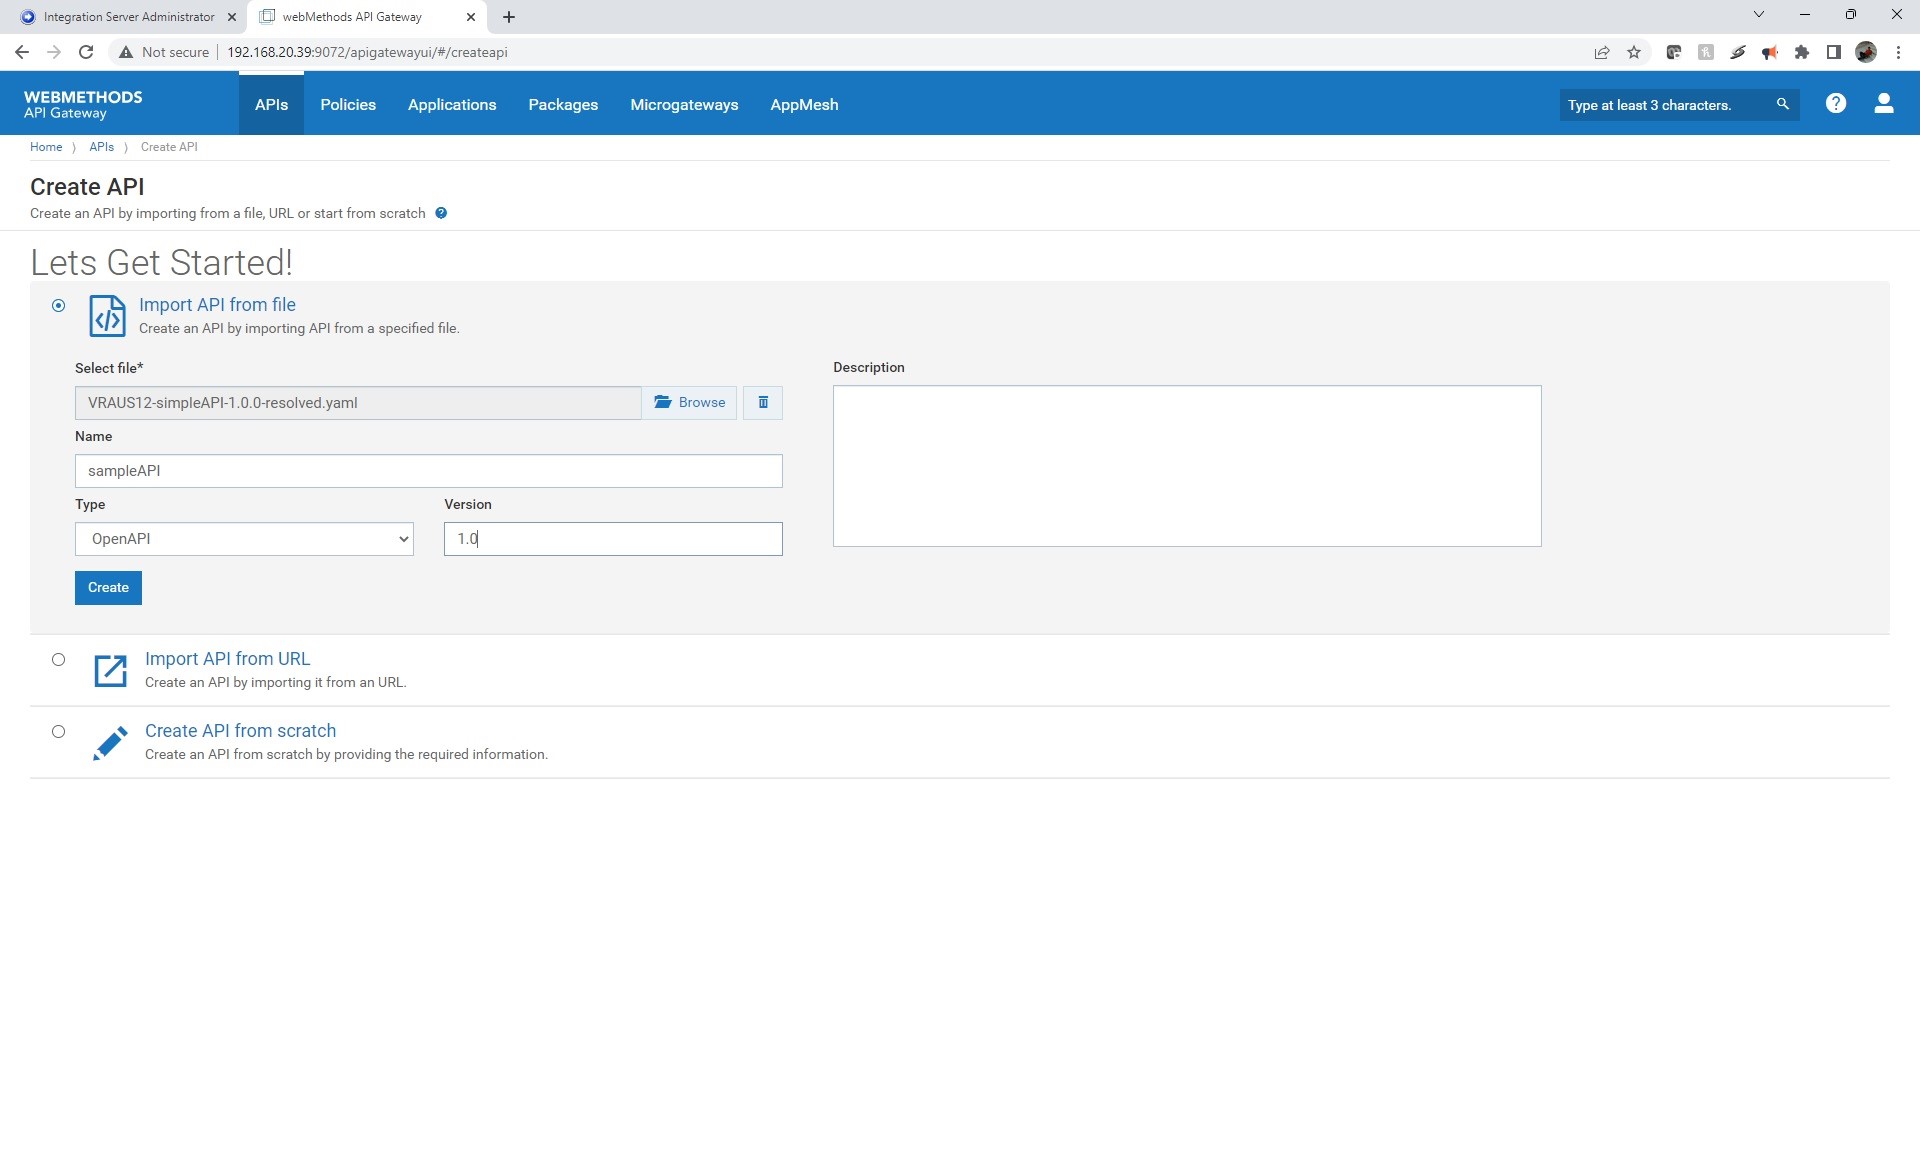 Integration Server Administrator
webMethods API Gateway
Not secure
192.168.20.39:9072/apigatewayui/#/createapi
WEBMETHODS
API Gateway
APIs
Policies
Applications
Packages
Microgateways
AppMesh
Type at least 3 characters.
Home
APIs
Create API
Create API
Create an API by importing from a file, URL or start from scratch
Lets Get Started!
Import API from file
Create an API by importing API from a specified file.
Select file*
VRAUS12-simpleAPI-1.0.0-resolved.yaml
Browse
Name
sampleAPI
Type
Version
OpenAPI
1.0
Description
Create
Import API from URL
Create an API by importing it from an URL.
Create API from scratch
Create an API from scratch by providing the required information.